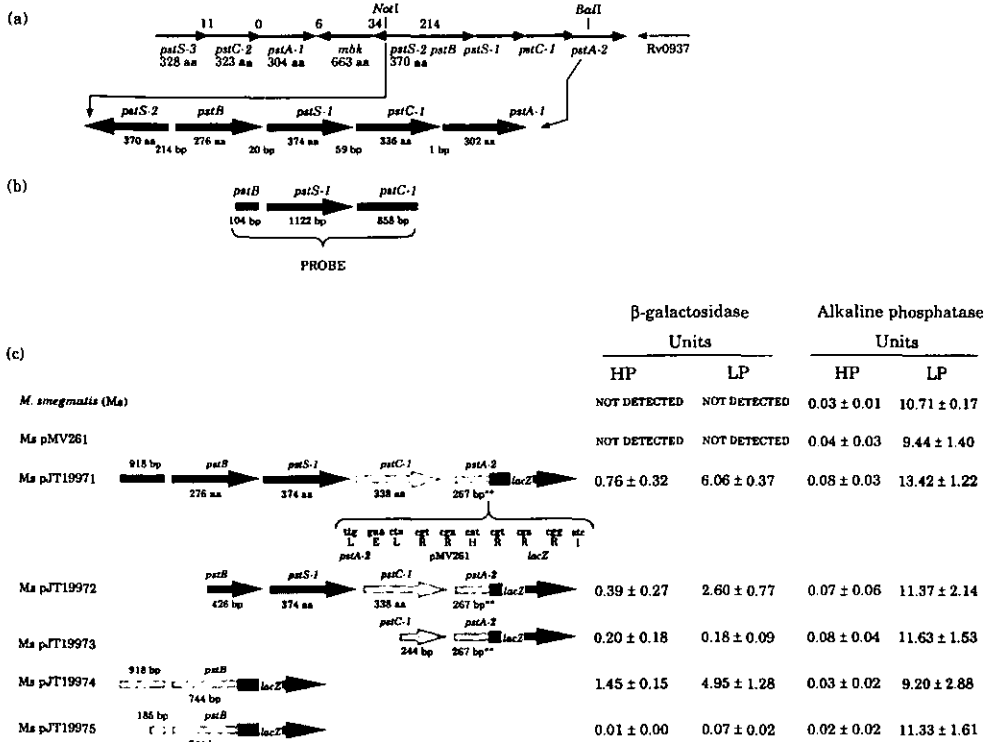 (a)
NotI BalI
11 0 6 34 214
pstS-3 pstC-2 pstA-1 mbk pstS-2 pstB pstS-1 pstC-1 pstA-2 Rv0937
328 aa 323 aa 304 aa 663 aa 370 aa
pstS-2 pstB pstS-1 pstC-1 pstA-1
370 aa 276 aa 374 aa 336 aa 302 aa
214 bp 20 bp 59 bp 1 bp
(b)
pstB pstS-1 pstC-1
104 bp 1122 bp 858 bp
PROBE
β-galactosidase Alkaline phosphatase
Units Units
(c)
HP LP HP LP
M. smegmatis (Ms) NOT DETECTED NOT DETECTED 0.03 ± 0.01 10.71 ± 0.17
Ms pMV261 NOT DETECTED NOT DETECTED 0.04 ± 0.03 9.44 ± 1.40
918 bp pstB pstS-1 pstC-1 pstA-2
Ms pJT19971 lacZ 0.76 ± 0.32 6.06 ± 0.37 0.08 ± 0.03 13.42 ± 1.22
276 aa 374 aa 338 aa 267 bp**
L E L R R H R R R I
pstA-2 pMV261 lacZ
pstB pstS-1 pstC-1 pstA-2
Ms pJT19972 lacZ 0.39 ± 0.27 2.60 ± 0.77 0.07 ± 0.06 11.37 ± 2.14
426 bp 374 aa 338 aa 267 bp**
pstC-1 pstA-2
Ms pJT19973 lacZ 0.20 ± 0.18 0.18 ± 0.09 0.08 ± 0.04 11.63 ± 1.53
244 bp 267 bp**
918 bp pstB
Ms pJT19974 lacZ 1.45 ± 0.15 4.95 ± 1.28 0.03 ± 0.02 9.20 ± 2.88
744 bp
185 bp pstB
Ms pJT19975 lacZ 0.01 ± 0.00 0.07 ± 0.02 0.02 ± 0.02 11.33 ± 1.61